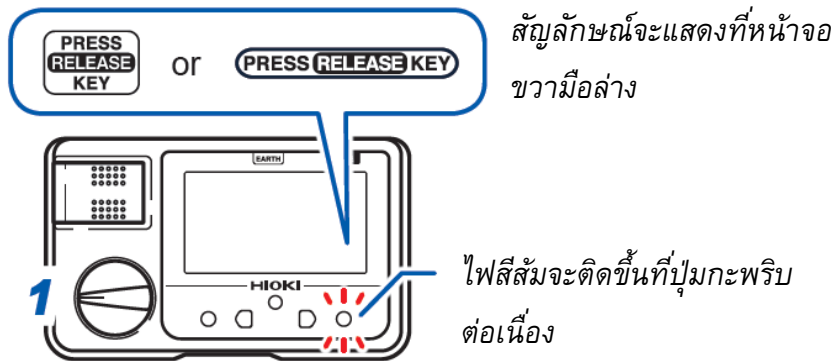 PRESS
RELEASE
KEY
or
PRESS RELEASE KEY
สัญลักษณ์จะแสดงที่หน้าจอ
ขวามือล่าง
EARTH
HIOKI
1
ไฟสีส้มจะติดขึ้นที่ปุ่มกะพริบ
ต่อเนื่อง